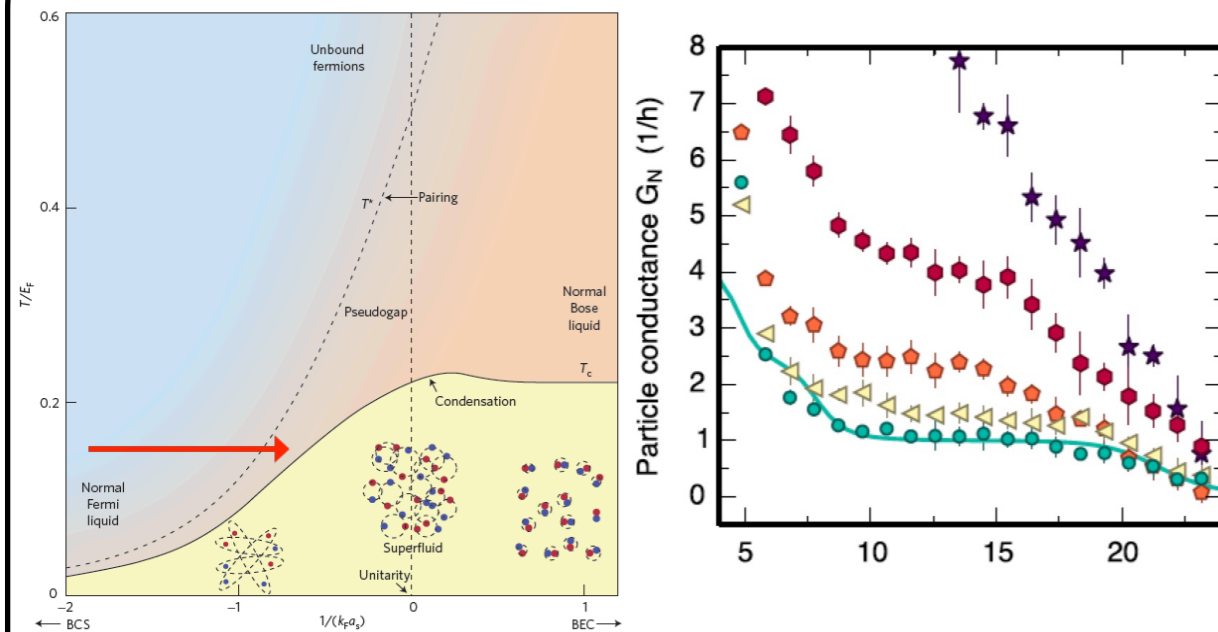 0.6
0.4
0.2
0
T/E_F
Unbound
fermions
T*
Pairing
Pseudogap
Normal
Bose
liquid
T_c
Condensation
Normal
Fermi
liquid
Superfluid
Unitarity
-2
-1
0
1
← BCS
1/(k_F a_s)
BEC →
Particle conductance G_N (1/h)
8
7
6
5
4
3
2
1
0
5
10
15
20